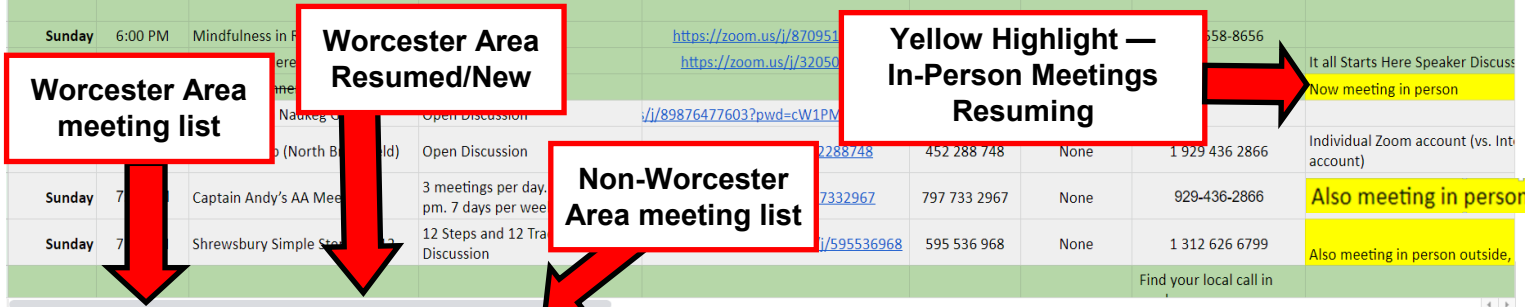 Sunday 6:00 PM Mindfulness in https://zoom.us/j/870951 558-8656
https://zoom.us/j/32050 It all Starts Here Speaker Discuss
Now meeting in person
Naukeg Open Discussion /j/89876477603?pwd=cW1PM
(North Br ld) Open Discussion 2288748 452 288 748 None 1 929 436 2866 Individual Zoom account (vs. Int
account)
Sunday 7 Captain Andy's AA Mee 3 meetings per day. 7332967 797 733 2967 None 929-436-2866 Also meeting in person
pm. 7 days per wee
Sunday 7 Shrewsbury Simple Ste 12 Steps and 12 Tra j/595536968 595 536 968 None 1 312 626 6799 Also meeting in person outside,
Discussion
Find your local call in
Worcester Area
meeting list
Worcester Area
Resumed/New
Non-Worcester
Area meeting list
Yellow Highlight —
In-Person Meetings
Resuming